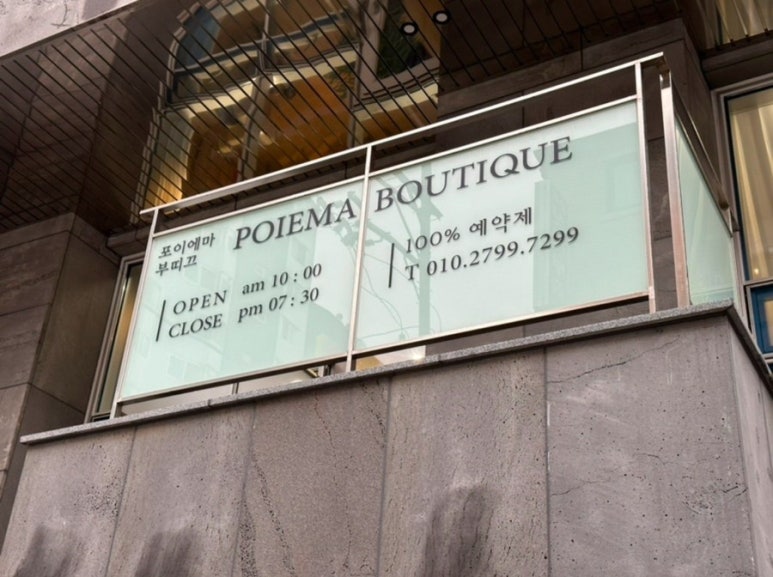 포이에마
부띠끄
POIEMA BOUTIQUE
OPEN am 10 : 00
CLOSE pm 07 : 30
100% 예약제
T 010.2799.7299